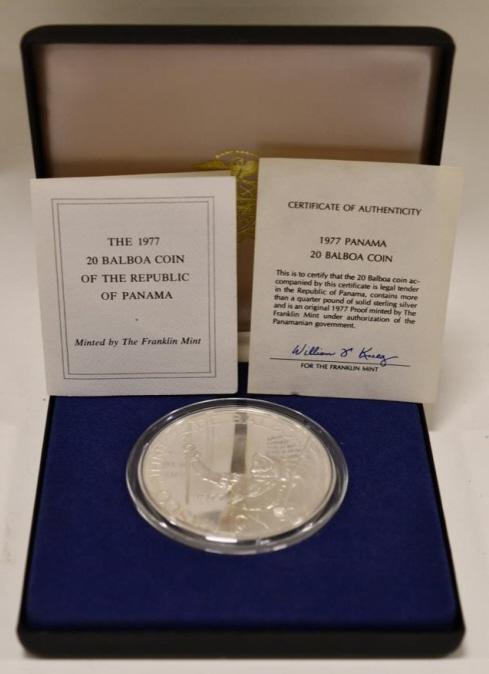 THE 1977
20 BALBOA COIN
OF THE REPUBLIC
OF PANAMA
Minted by The Franklin Mint
CERTIFICATE OF AUTHENTICITY
1977 PANAMA
20 BALBOA COIN
This is to certify that the 20 Balboa coin ac-
companied by this certificate is legal tender
in the Republic of Panama, contains more
than a quarter pound of solid sterling silver
and is an original 1977 Proof minted by The
Franklin Mint under authorization of the
Panamanian government.
FOR THE FRANKLIN MINT